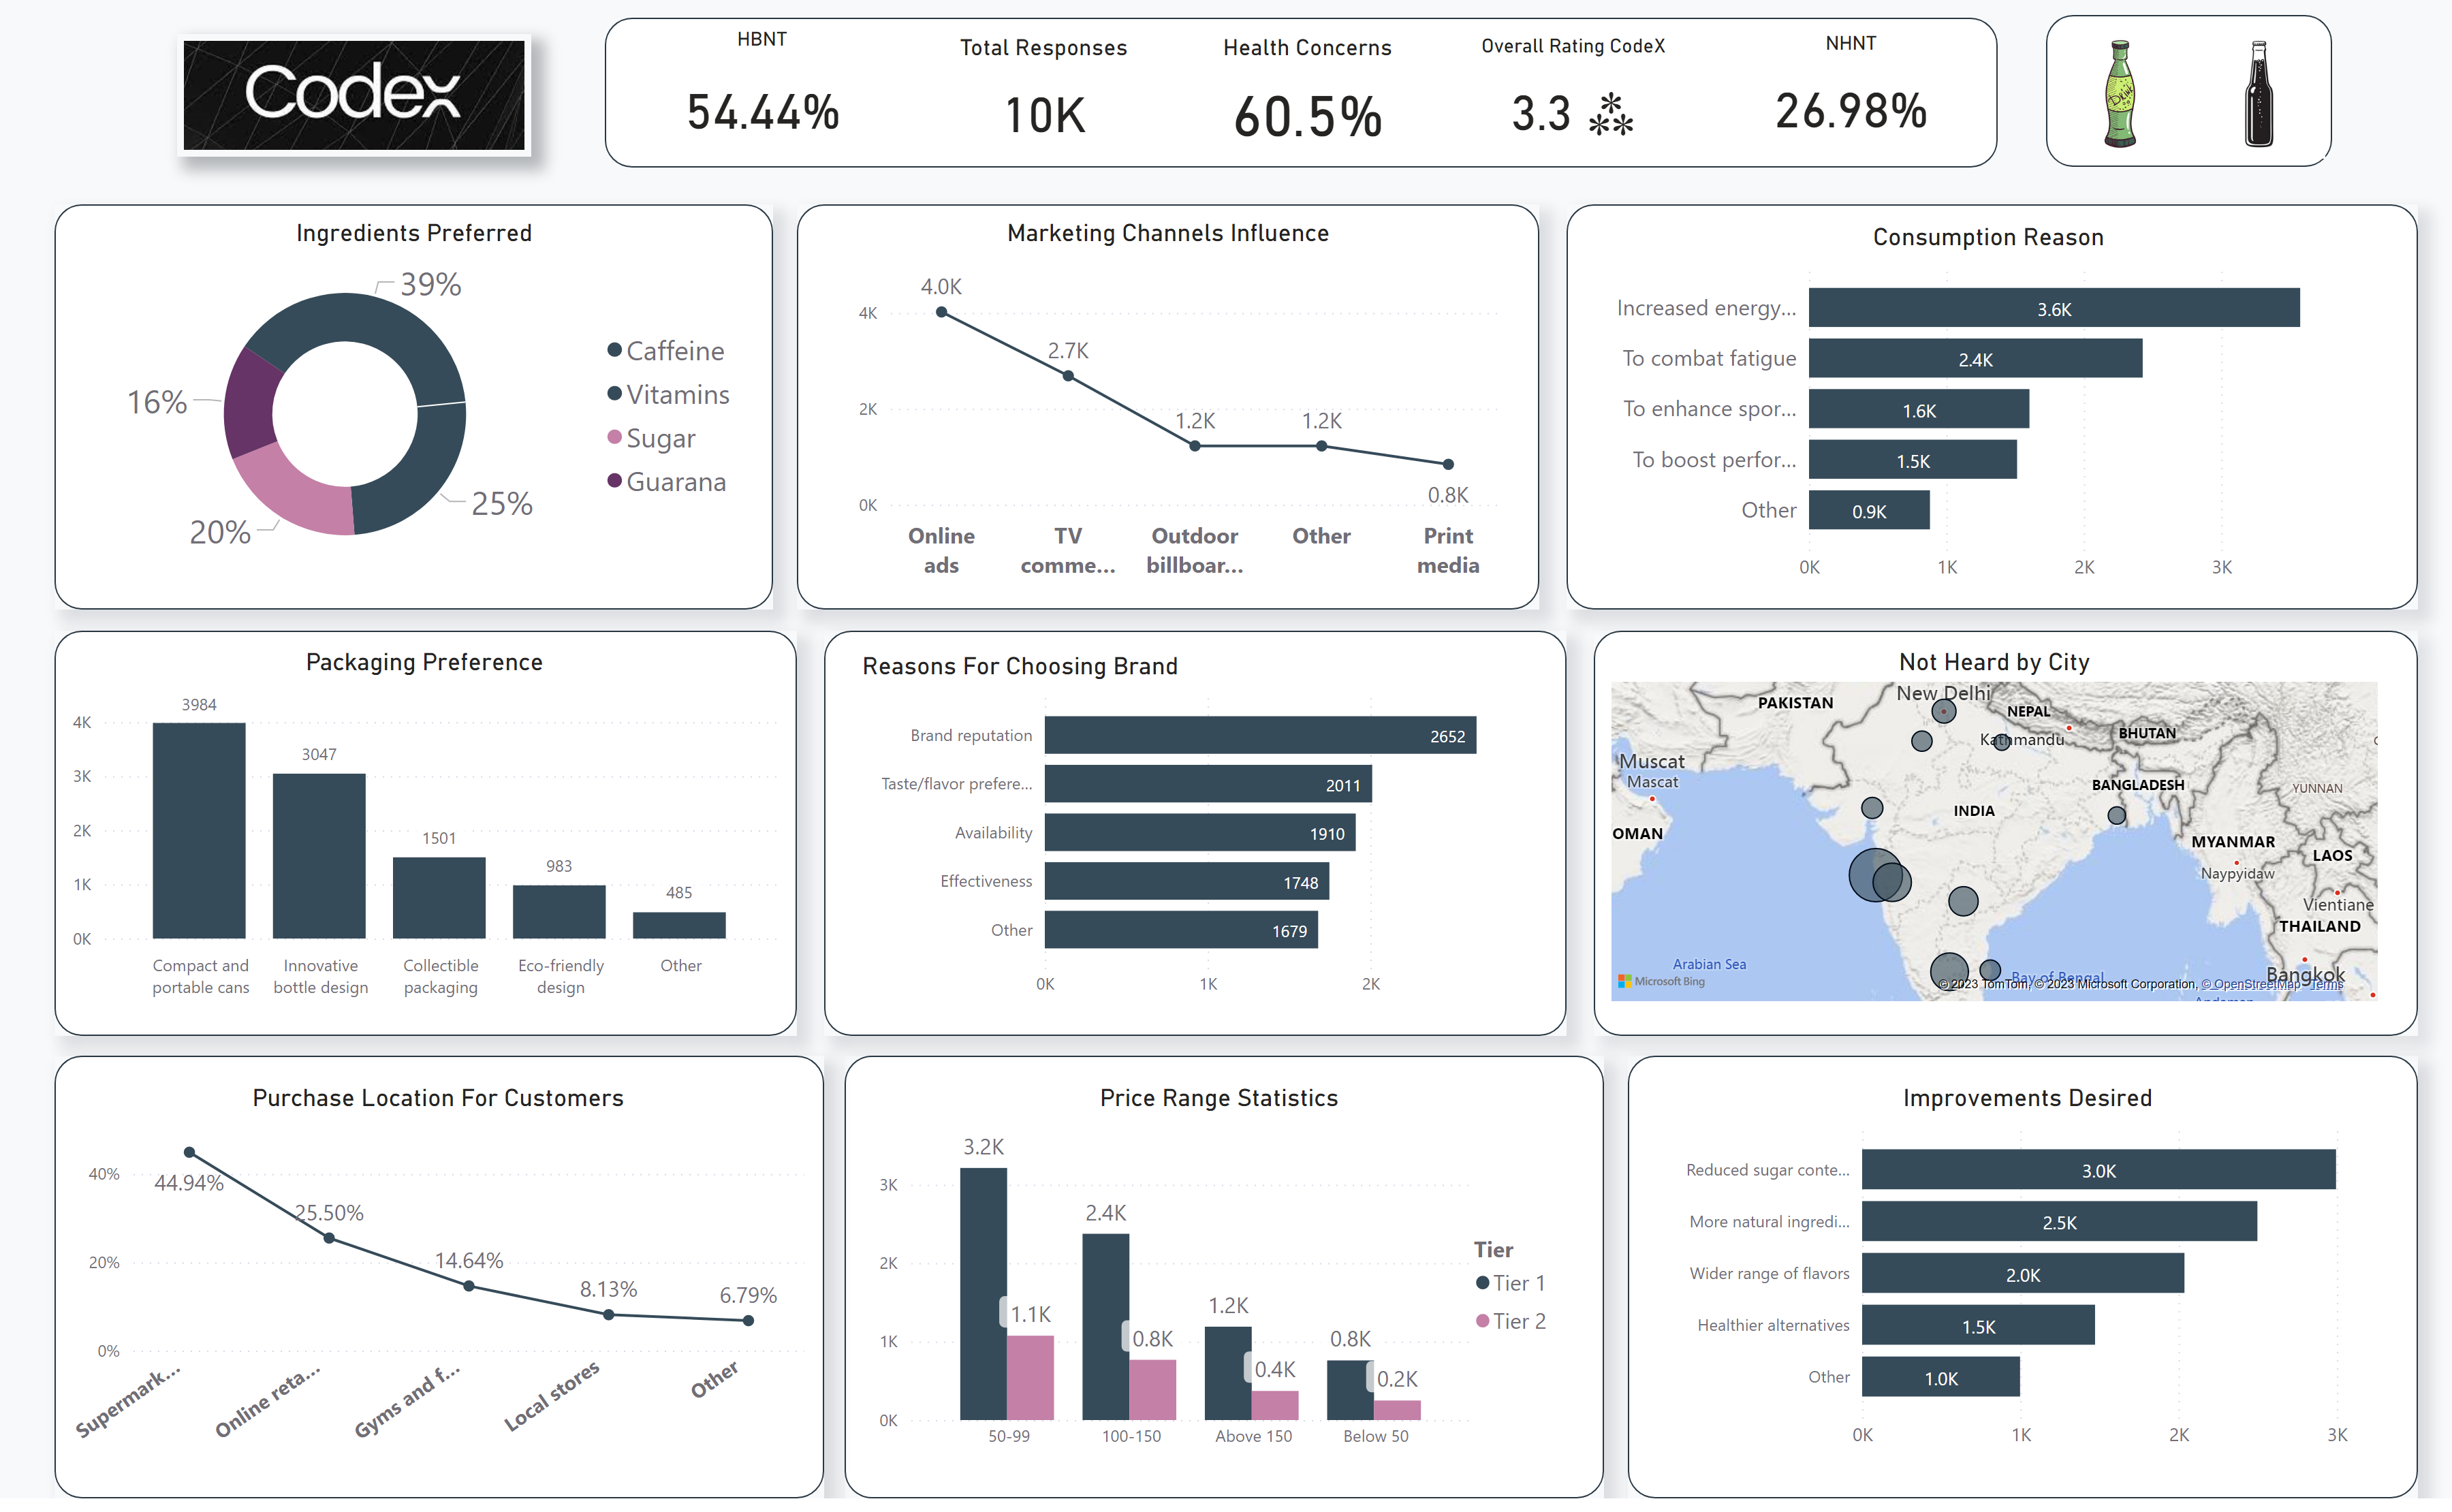 Codex
HBNT
54.44%
Total Responses
10K
Health Concerns
60.5%
Overall Rating CodeX
3.3
NHNT
26.98%
Drink
Ingredients Preferred
39%
16%
25%
20%
Caffeine
Vitamins
Sugar
Guarana
Marketing Channels Influence
4K
2K
0K
4.0K
2.7K
1.2K
1.2K
0.8K
Online
ads
TV
comme...
Outdoor
billboar...
Other
Print
media
Consumption Reason
Increased energy... 3.6K
To combat fatigue 2.4K
To enhance spor... 1.6K
To boost perfor... 1.5K
Other 0.9K
0K 1K 2K 3K
Packaging Preference
4K
3K
2K
1K
0K
3984
3047
1501
983
485
Compact and
portable cans
Innovative
bottle design
Collectible
packaging
Eco-friendly
design
Other
Reasons For Choosing Brand
Brand reputation 2652
Taste/flavor prefere... 2011
Availability 1910
Effectiveness 1748
Other 1679
0K 1K 2K
Not Heard by City
New Delhi
PAKISTAN
NEPAL
Kathmandu
BHUTAN
Muscat
Mascat
BANGLADESH
YUNNAN
INDIA
OMAN
MYANMAR
LAOS
Naypyidaw
Vientiane
THAILAND
Arabian Sea
Bay of Bengal
Bangkok
Microsoft Bing
© 2023 TomTom, © 2023 Microsoft Corporation, © OpenStreetMap Terms
Purchase Location For Customers
40%
20%
0%
44.94%
25.50%
14.64%
8.13%
6.79%
Supermark...
Online reta...
Gyms and f...
Local stores
Other
Price Range Statistics
3K
2K
1K
0K
3.2K
1.1K
2.4K
0.8K
1.2K
0.4K
0.8K
0.2K
50-99
100-150
Above 150
Below 50
Tier
Tier 1
Tier 2
Improvements Desired
Reduced sugar conte... 3.0K
More natural ingredi... 2.5K
Wider range of flavors 2.0K
Healthier alternatives 1.5K
Other 1.0K
0K 1K 2K 3K